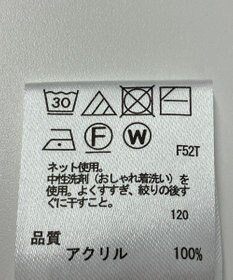 30
F W F52T
ネット使用。
中性洗剤（おしゃれ着洗い）を
使用。よくすすぎ、絞りの後す
ぐに干すこと。
120
品質
アクリル 100%